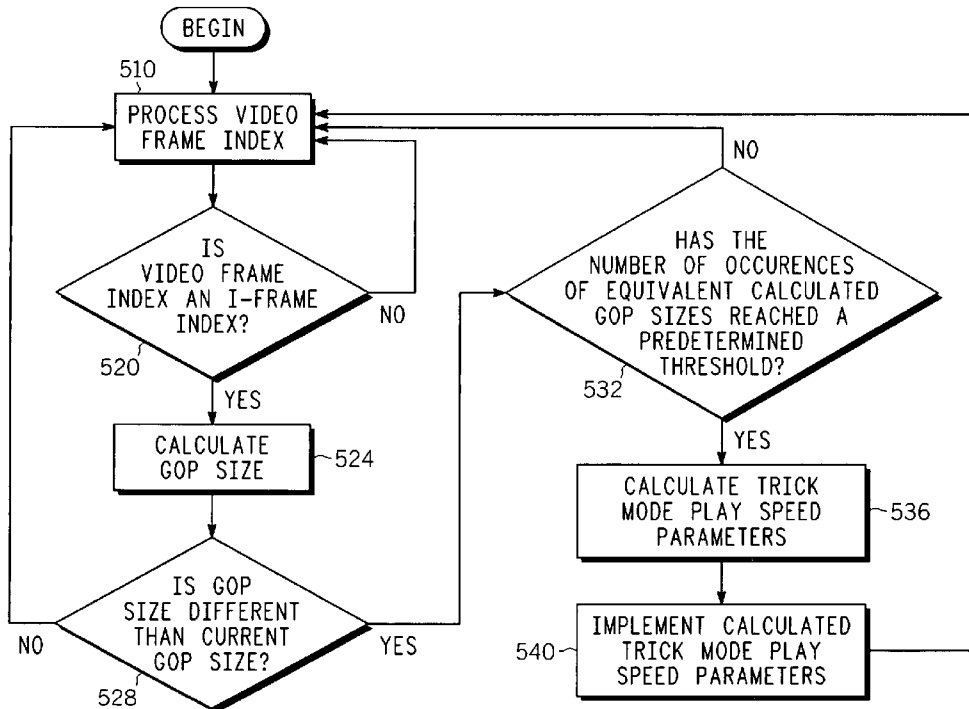 BEGIN
510
PROCESS VIDEO
FRAME INDEX
IS
VIDEO FRAME
INDEX AN I-FRAME
INDEX?
NO
520
YES
CALCULATE
GOP SIZE
524
IS GOP
SIZE DIFFERENT
THAN CURRENT
GOP SIZE?
NO
YES
528
NO
HAS THE
NUMBER OF OCCURENCES
OF EQUIVALENT CALCULATED
GOP SIZES REACHED A
PREDETERMINED
THRESHOLD?
532
YES
CALCULATE TRICK
MODE PLAY SPEED
PARAMETERS
536
IMPLEMENT CALCULATED
TRICK MODE PLAY
SPEED PARAMETERS
540